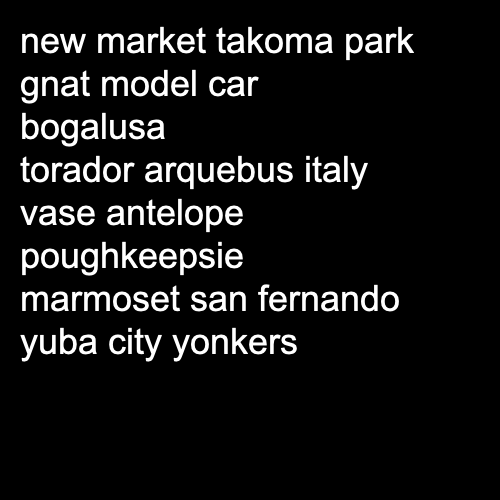 new market takoma park
gnat model car
bogalusa
torador arquebus italy
vase antelope
poughkeepsie
marmoset san fernando
yuba city yonkers